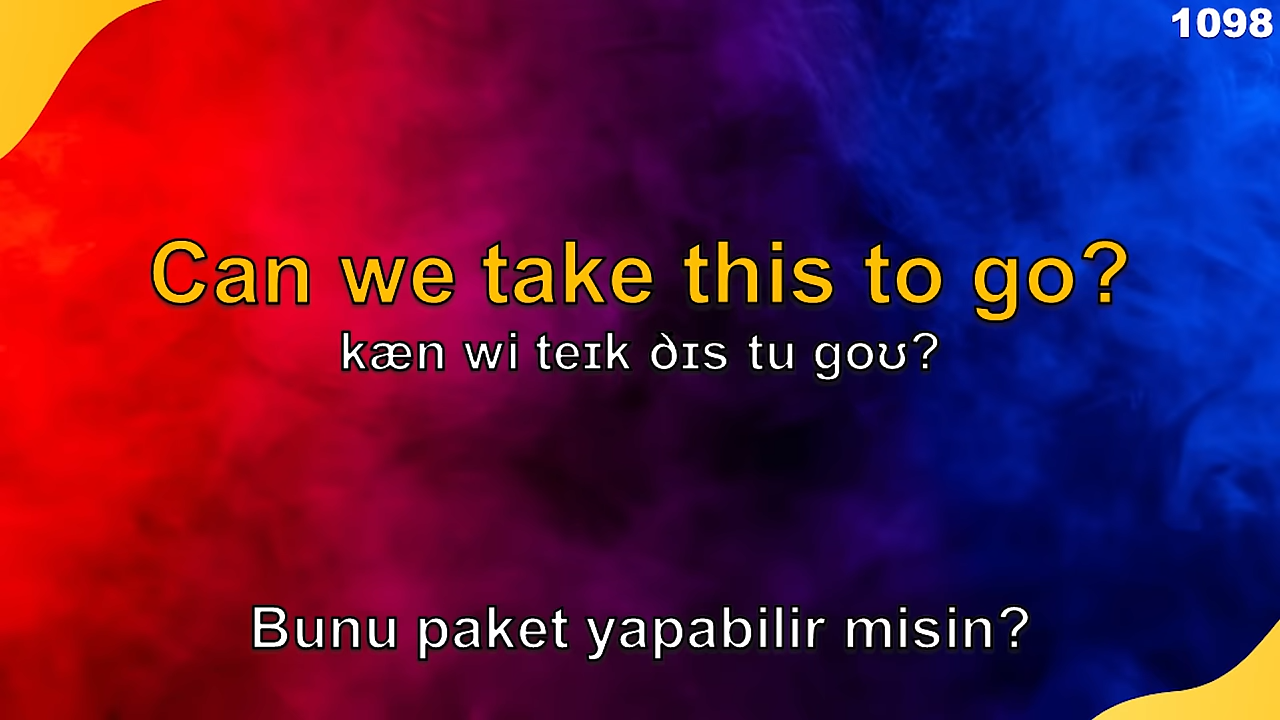 1098
Can we take this to go?
kæn wi teɪk ðɪs tu goʊ?
Bunu paket yapabilir misin?